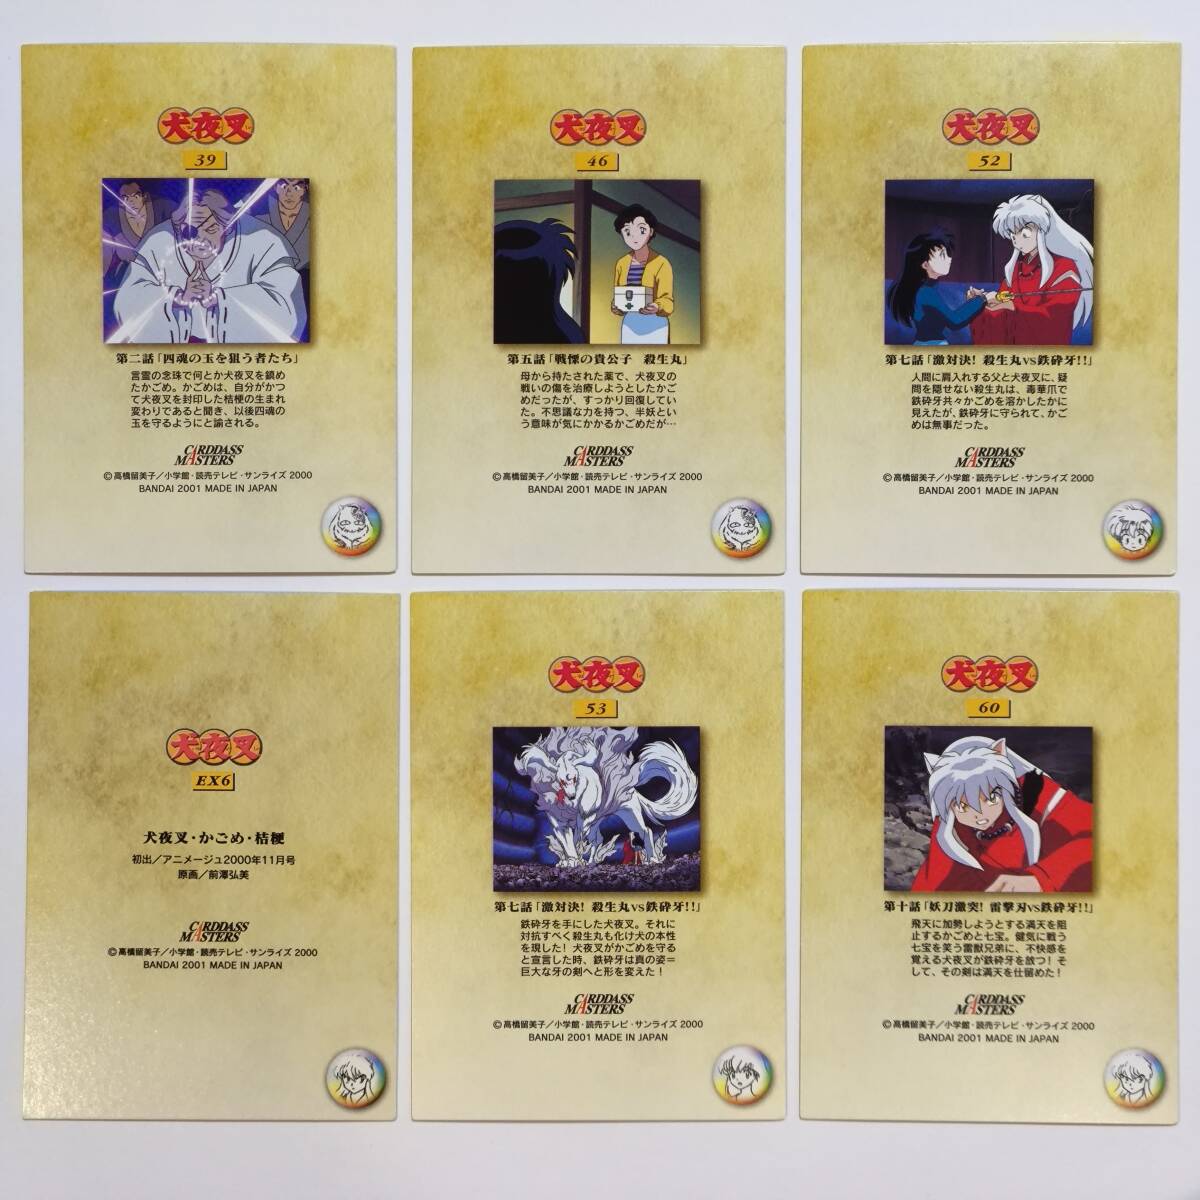 犬夜叉
39
第二話「四魂の玉を狙う者たち」
言霊の念珠で何とか犬夜叉を鎮め
たかごめ。かごめは、自分がかつ
て犬夜叉を封印した桔梗の生まれ
変わりであると聞き、以後四魂の
玉を守るようにと諭される。
CARDDASS
MASTERS
©高橋留美子／小学館・読売テレビ・サンライズ 2000
BANDAI 2001 MADE IN JAPAN
犬夜叉
46
第五話「戦慄の貴公子　殺生丸」
母から持たされた薬で、犬夜叉の
戦いの傷を治療しようとしたかご
めだったが、すっかり回復してい
た。不思議な力を持つ、半妖とい
う意味が気にかかるかごめだが…
CARDDASS
MASTERS
©高橋留美子／小学館・読売テレビ・サンライズ 2000
BANDAI 2001 MADE IN JAPAN
犬夜叉
52
第七話「激対決！殺生丸vs鉄砕牙!!」
人間に肩入れする父と犬夜叉に、疑
問を隠せない殺生丸は、毒華爪で
鉄砕牙共々かごめを溶かしたかに
見えたが、鉄砕牙に守られて、かご
めは無事だった。
CARDDASS
MASTERS
©高橋留美子／小学館・読売テレビ・サンライズ 2000
BANDAI 2001 MADE IN JAPAN
犬夜叉
EX6
犬夜叉・かごめ・桔梗
初出／アニメージュ2000年11月号
原画／前澤弘美
CARDDASS
MASTERS
©高橋留美子／小学館・読売テレビ・サンライズ 2000
BANDAI 2001 MADE IN JAPAN
犬夜叉
53
第七話「激対決！殺生丸vs鉄砕牙!!」
鉄砕牙を手にした犬夜叉。それに
対抗すべく殺生丸も化け犬の本性
を現した！犬夜叉がかごめを守る
と宣言した時、鉄砕牙は真の姿＝
巨大な牙の剣へと形を変えた！
CARDDASS
MASTERS
©高橋留美子／小学館・読売テレビ・サンライズ 2000
BANDAI 2001 MADE IN JAPAN
犬夜叉
60
第十話「妖刀激突！雷撃刃vs鉄砕牙!!」
飛天に加勢しようとする満天を阻
止するかごめと七宝。健気に戦う
七宝を笑う雷獣兄弟に、不快感を
覚える犬夜叉が鉄砕牙を放つ！そ
して、その剣は満天を仕留めた！
CARDDASS
MASTERS
©高橋留美子／小学館・読売テレビ・サンライズ 2000
BANDAI 2001 MADE IN JAPAN